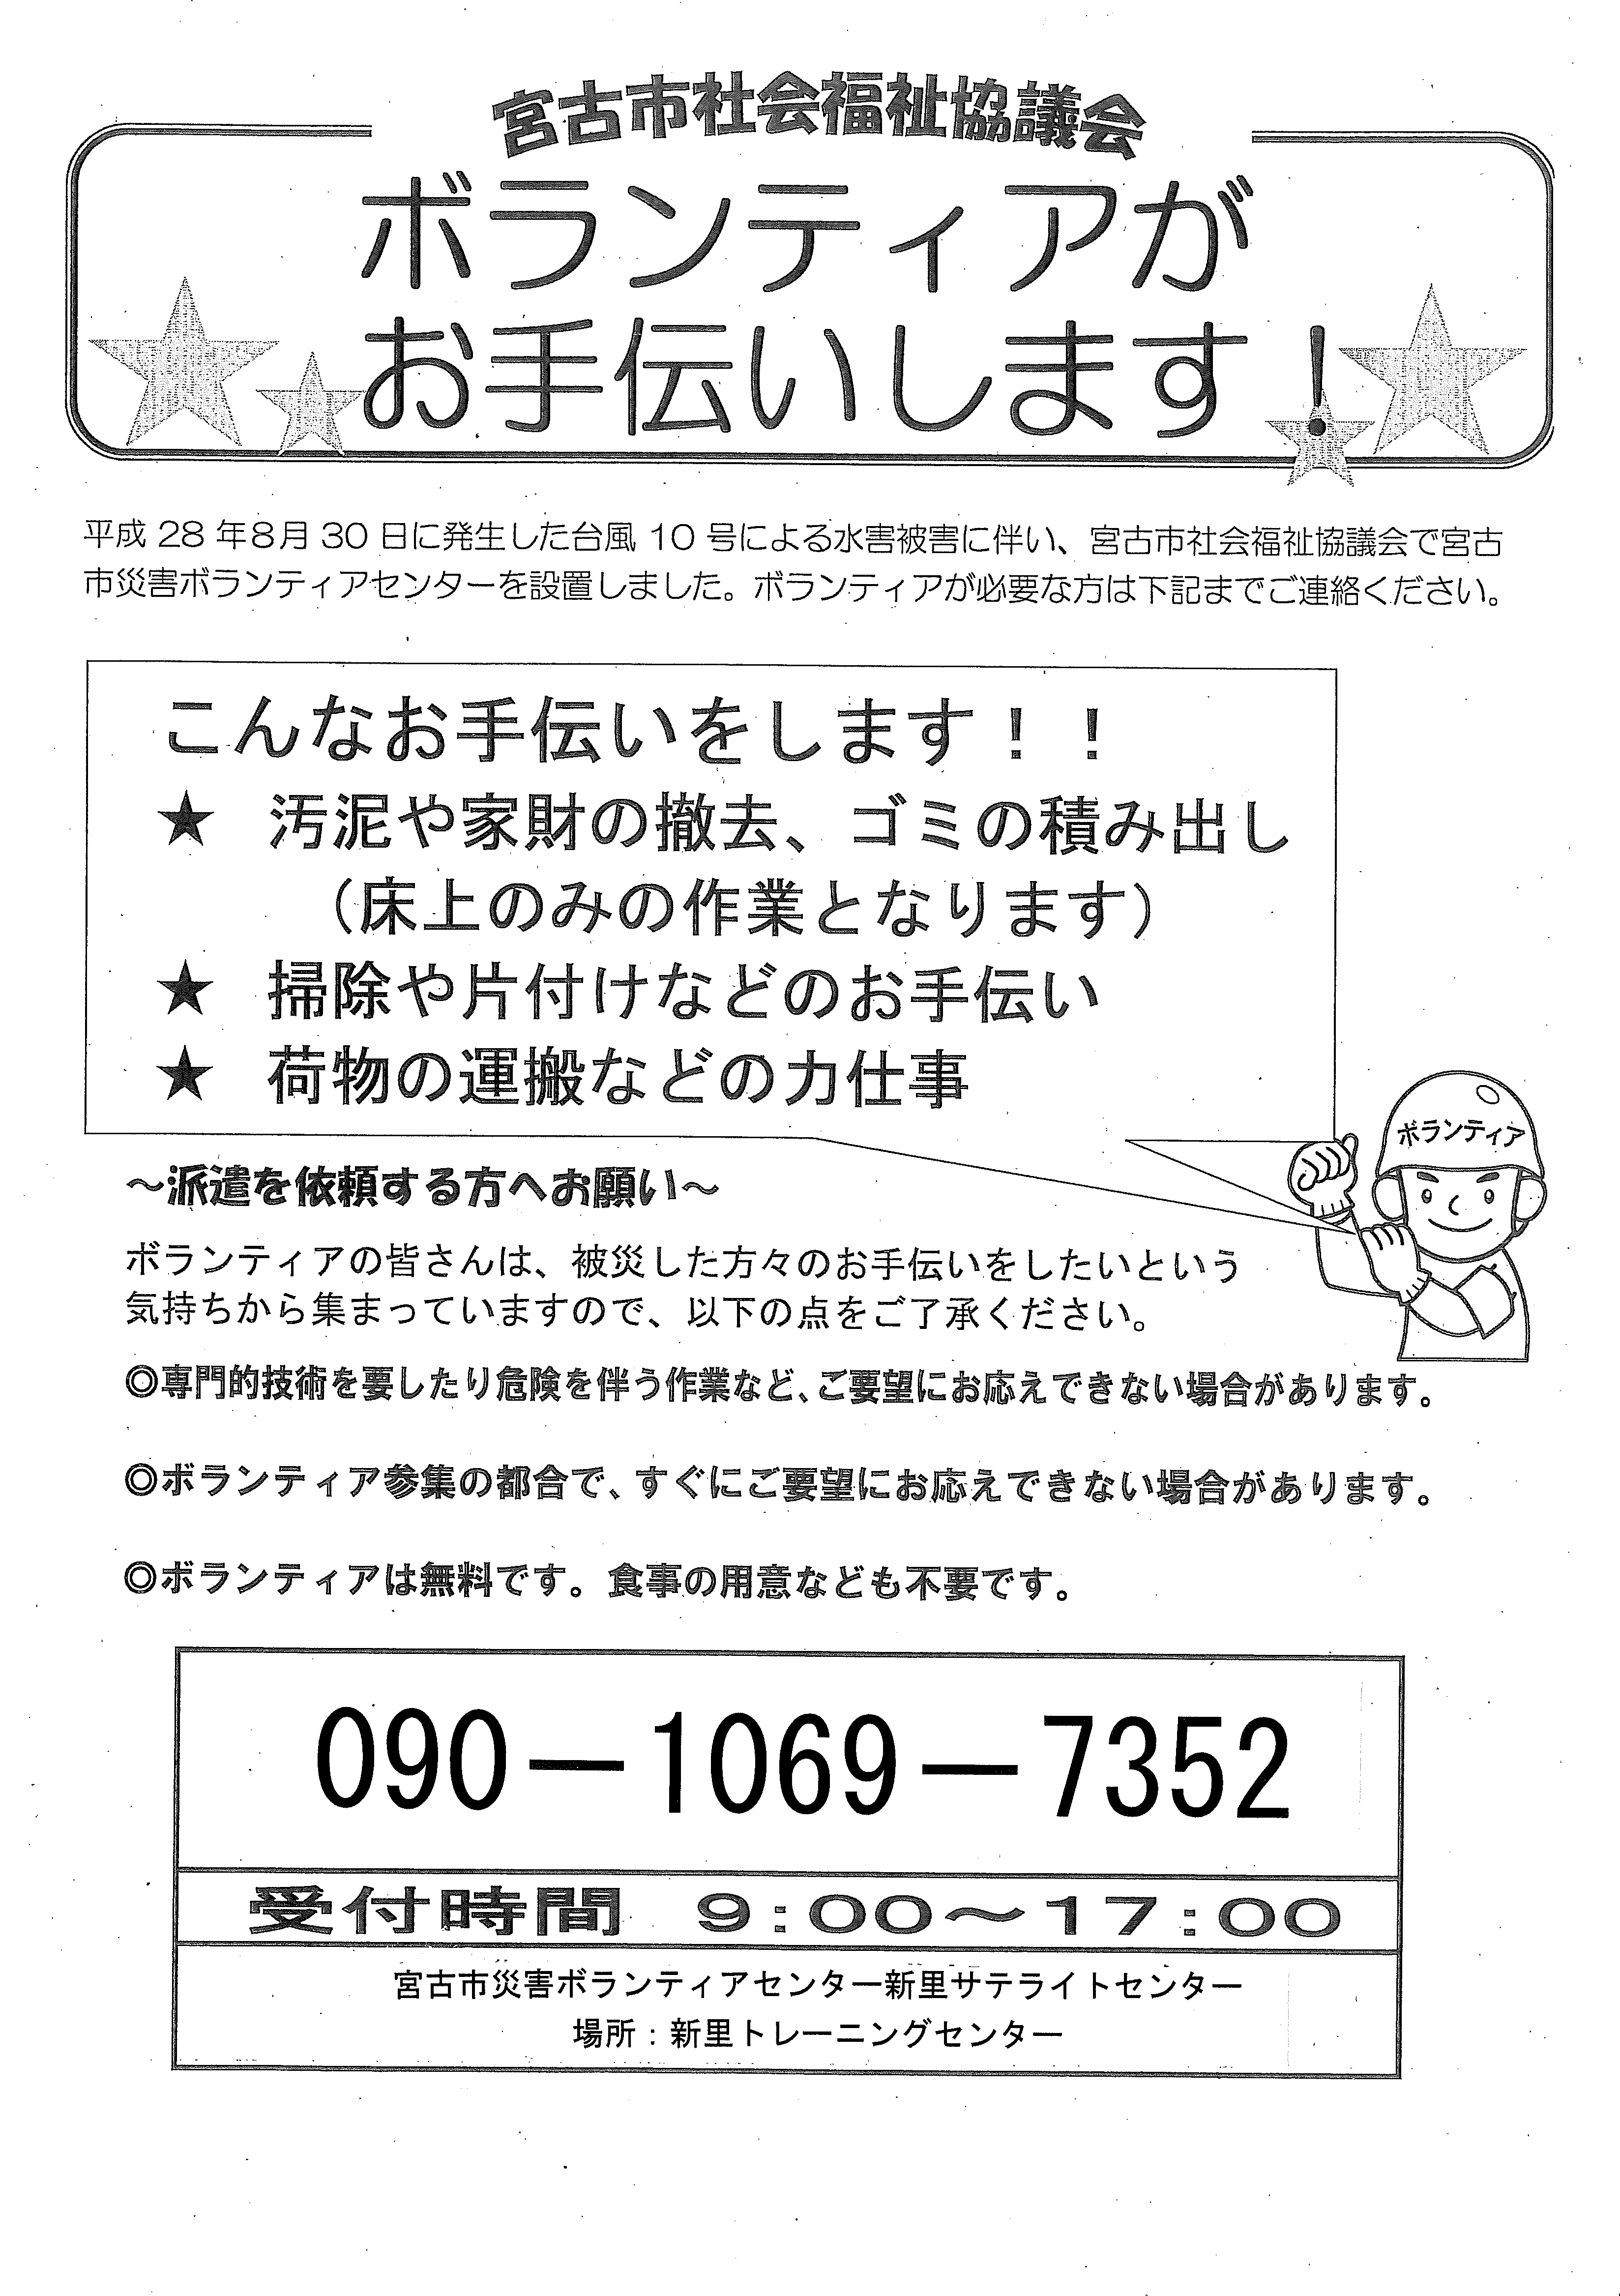 宮古市社会福祉協議会
ボランティアが
お手伝いします！
平成 28 年８月 30 日に発生した台風 10 号による水害被害に伴い、宮古市社会福祉協議会で宮古
市災害ボランティアセンターを設置しました。ボランティアが必要な方は下記までご連絡ください。
こんなお手伝いをします！！
★　汚泥や家財の撤去、ゴミの積み出し
（床上のみの作業となります）
★　掃除や片付けなどのお手伝い
★　荷物の運搬などの力仕事
ボランティア
～派遣を依頼する方へお願い～
ボランティアの皆さんは、被災した方々のお手伝いをしたいという
気持ちから集まっていますので、以下の点をご了承ください。
◎専門的技術を要したり危険を伴う作業など、ご要望にお応えできない場合があります。
◎ボランティア参集の都合で、すぐにご要望にお応えできない場合があります。
◎ボランティアは無料です。食事の用意なども不要です。
090－1069－7352
受付時間　9:00～17:00
宮古市災害ボランティアセンター新里サテライトセンター
場所：新里トレーニングセンター